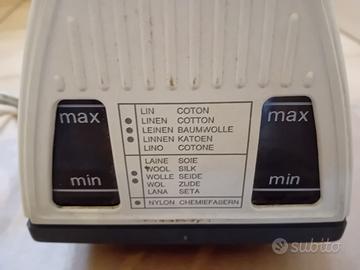 max
min
LIN COTON
LINEN COTTON
LEINEN BAUMWOLLE
LINNEN KATOEN
LINO COTONE
LAINE SOIE
WOOL SILK
WOLLE SEIDE
WOL ZIJDE
LANA SETA
NYLON CHEMIEFASERN
max
min
subito